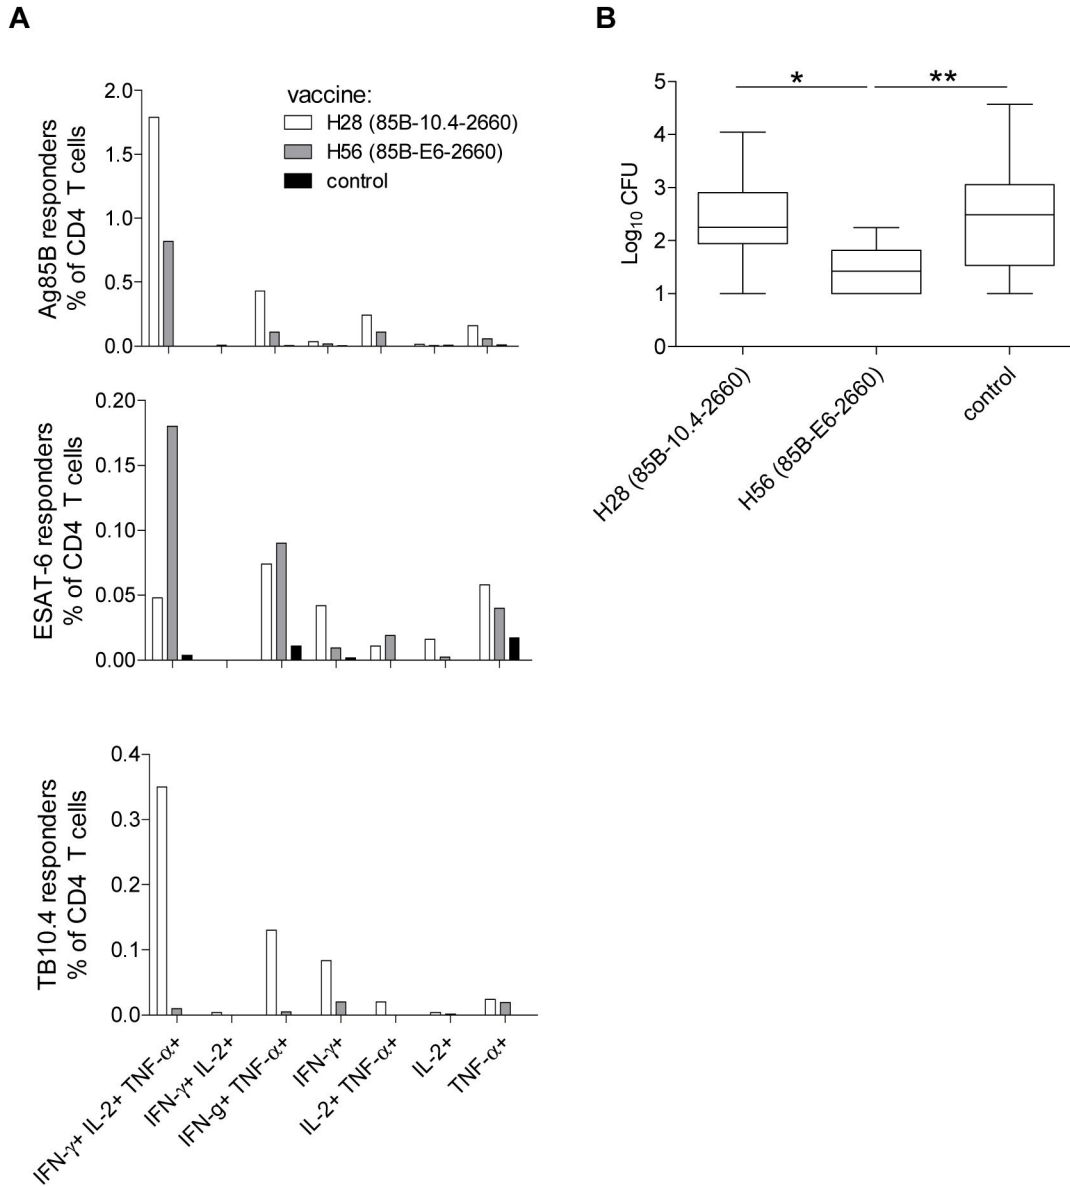 A
B
vaccine:
H28 (85B-10.4-2660)
H56 (85B-E6-2660)
control
Ag85B responders
% of CD4 T cells
2.0
1.5
1.0
0.5
0.0
ESAT-6 responders
% of CD4 T cells
0.20
0.15
0.10
0.05
0.00
TB10.4 responders
% of CD4 T cells
0.4
0.3
0.2
0.1
0.0
IFN-γ+ IL-2+ TNF-α+
IFN-γ+ IL-2+
IFN-g+ TNF-α+
IFN-γ+
IL-2+ TNF-α+
IL-2+
TNF-α+
*
**
Log10 CFU
5
4
3
2
1
0
H28 (85B-10.4-2660)
H56 (85B-E6-2660)
control